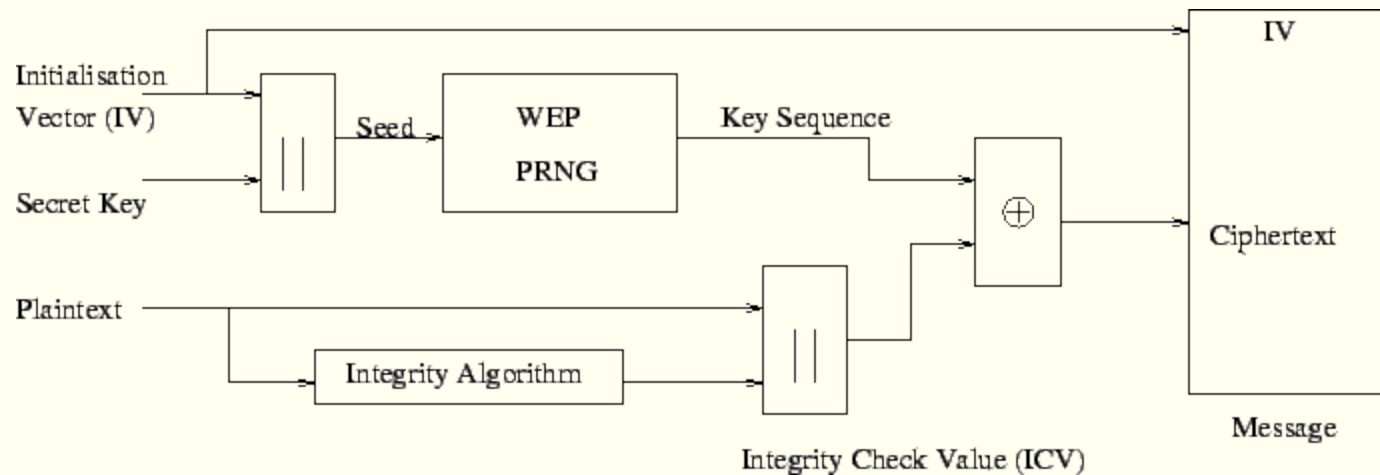 IV
Initialisation
Vector (IV)
Seed
WEP
PRNG
Key Sequence
||
Secret Key
⊕
Ciphertext
Plaintext
||
Integrity Algorithm
Message
Integrity Check Value (ICV)